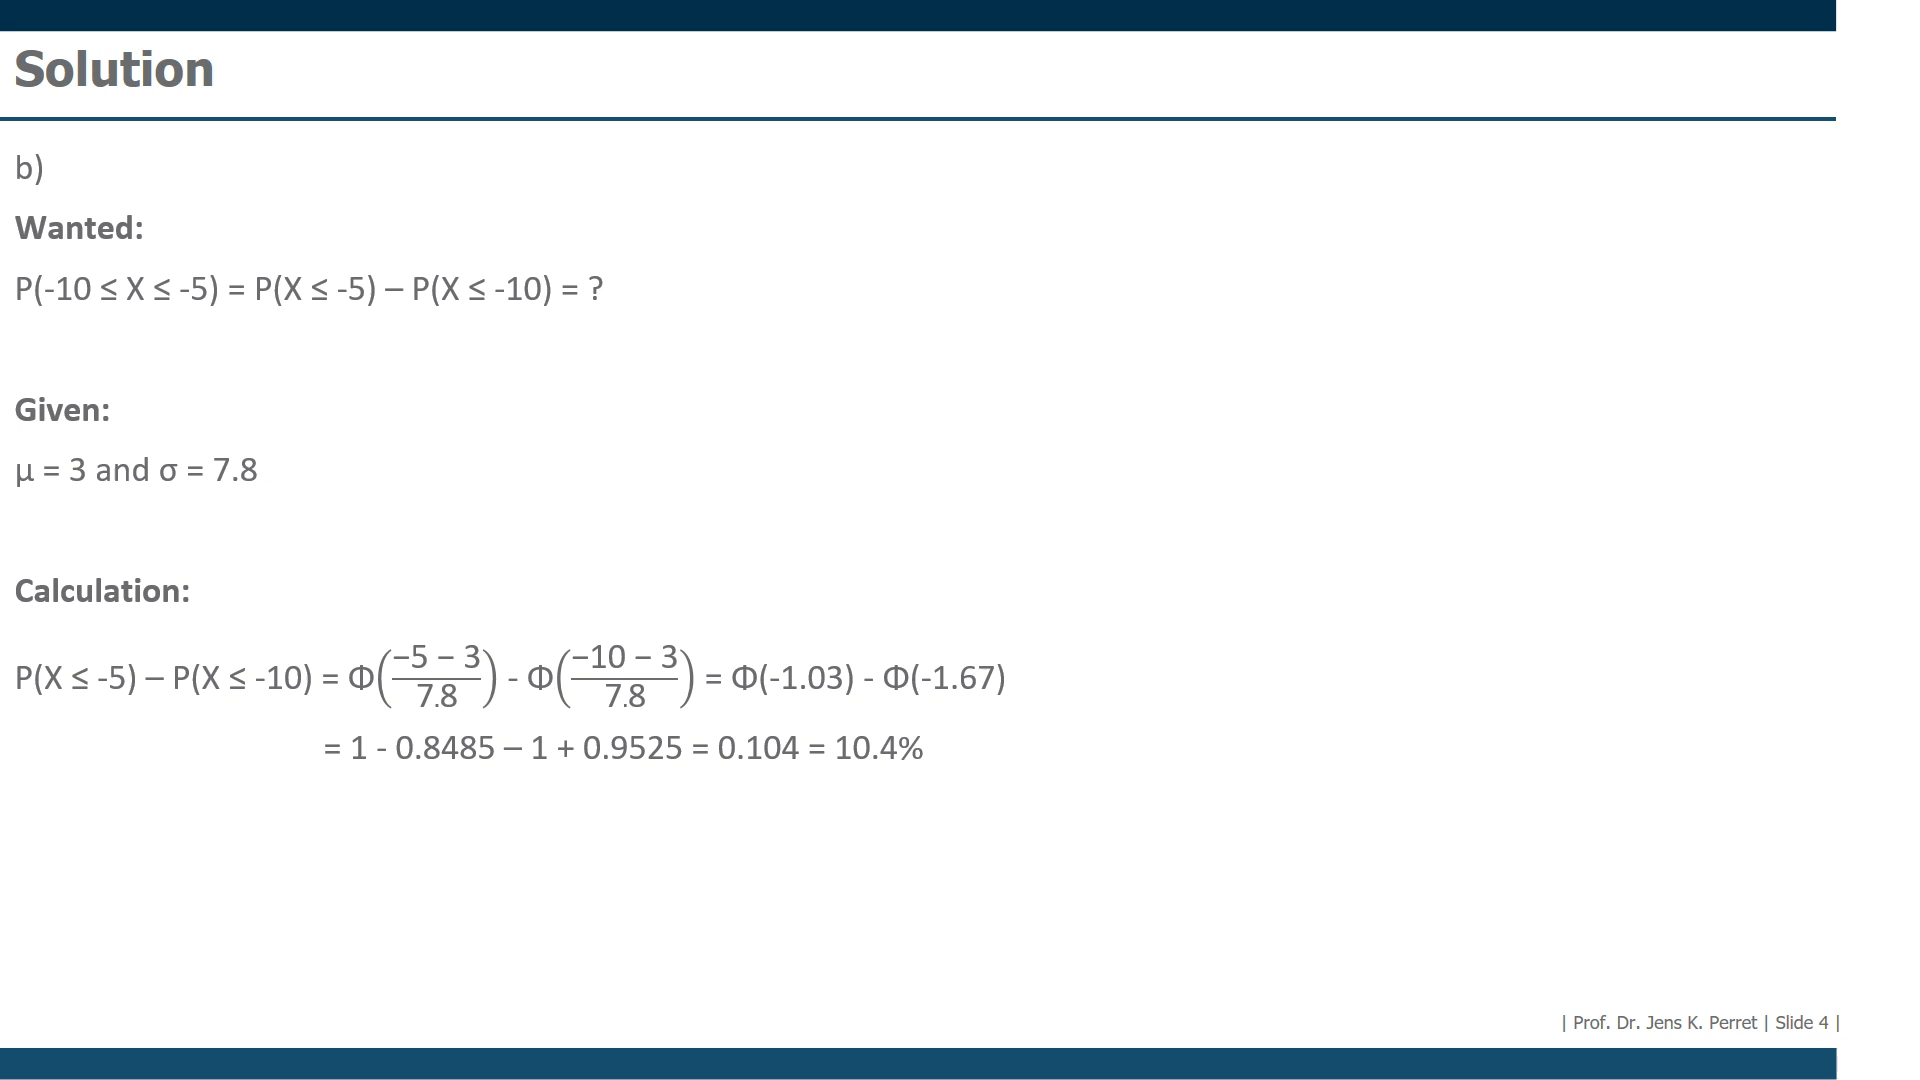 Solution
b)
Wanted:
P(-10 ≤ X ≤ -5) = P(X ≤ -5) – P(X ≤ -10) = ?
Given:
µ = 3 and σ = 7.8
Calculation:
P(X ≤ -5) – P(X ≤ -10) = Φ((−5 − 3)/7.8) - Φ((−10 − 3)/7.8) = Φ(-1.03) - Φ(-1.67)
= 1 - 0.8485 – 1 + 0.9525 = 0.104 = 10.4%
| Prof. Dr. Jens K. Perret | Slide 4 |